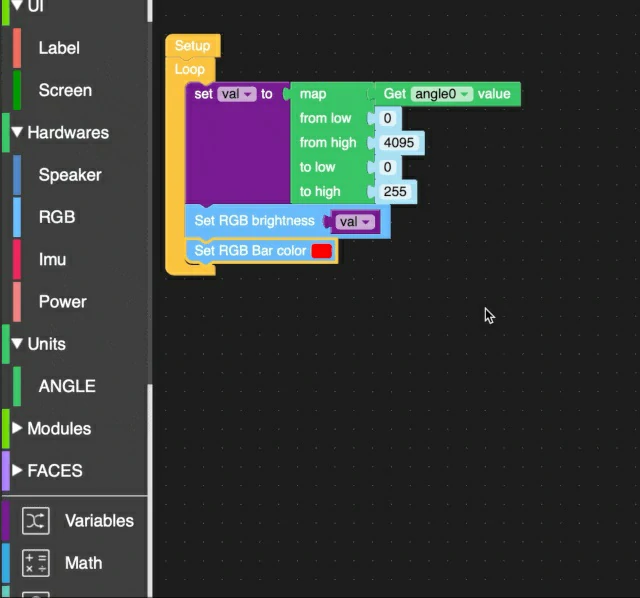 UI
Label
Screen
Hardwares
Speaker
RGB
Imu
Power
Units
ANGLE
Modules
FACES
Variables
Math
Setup
Loop
set val to map Get angle0 value
from low 0
from high 4095
to low 0
to high 255
Set RGB brightness val
Set RGB Bar color